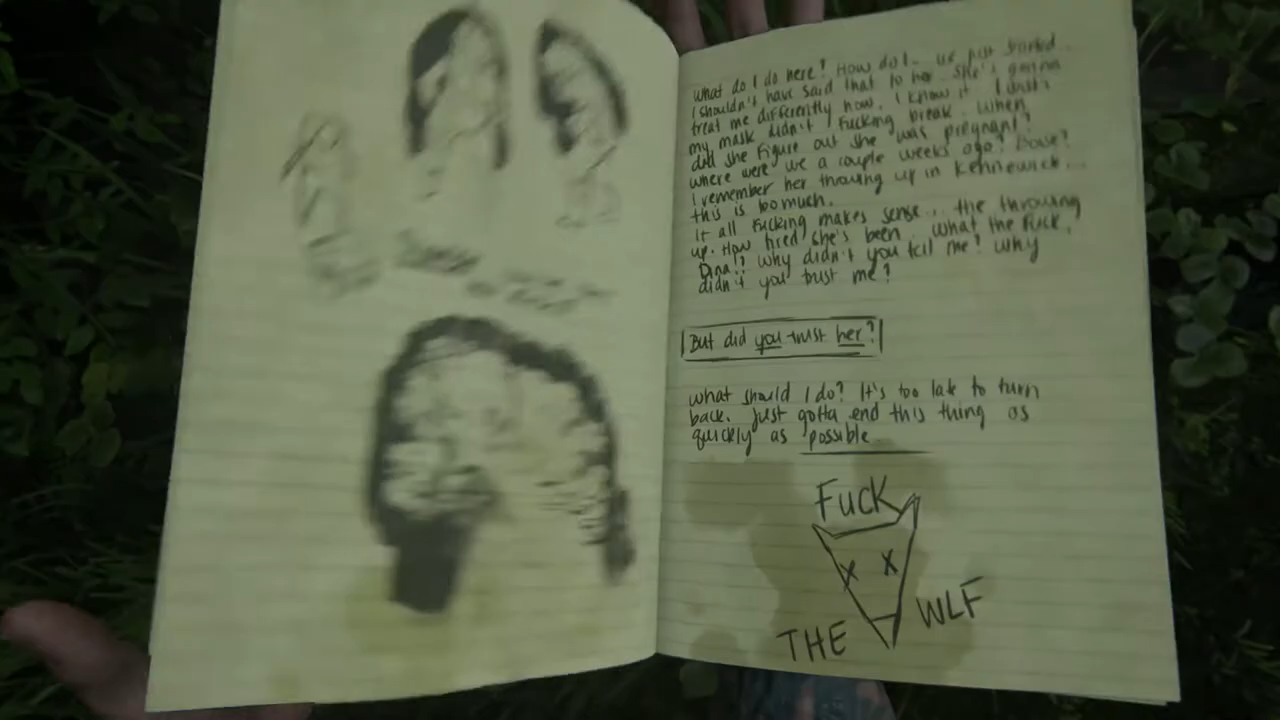 What do I do here? How do I.. We just started..
I shouldn't have said that to her. She's gonna
treat me differently now. I know it. I wish
my mask didn't fucking break. When
did she figure out she was pregnant?
Where were we a couple weeks ago? Boise?
I remember her throwing up in Kennewick...
this is too much.
It all fucking makes sense... the throwing
up. How tired she's been. What the fuck,
Dina!? Why didn't you tell me? Why
didn't you trust me?
But did you trust her?
What should I do? It's too late to turn
back. Just gotta end this thing as
quickly as possible.
Fuck
THE WLF